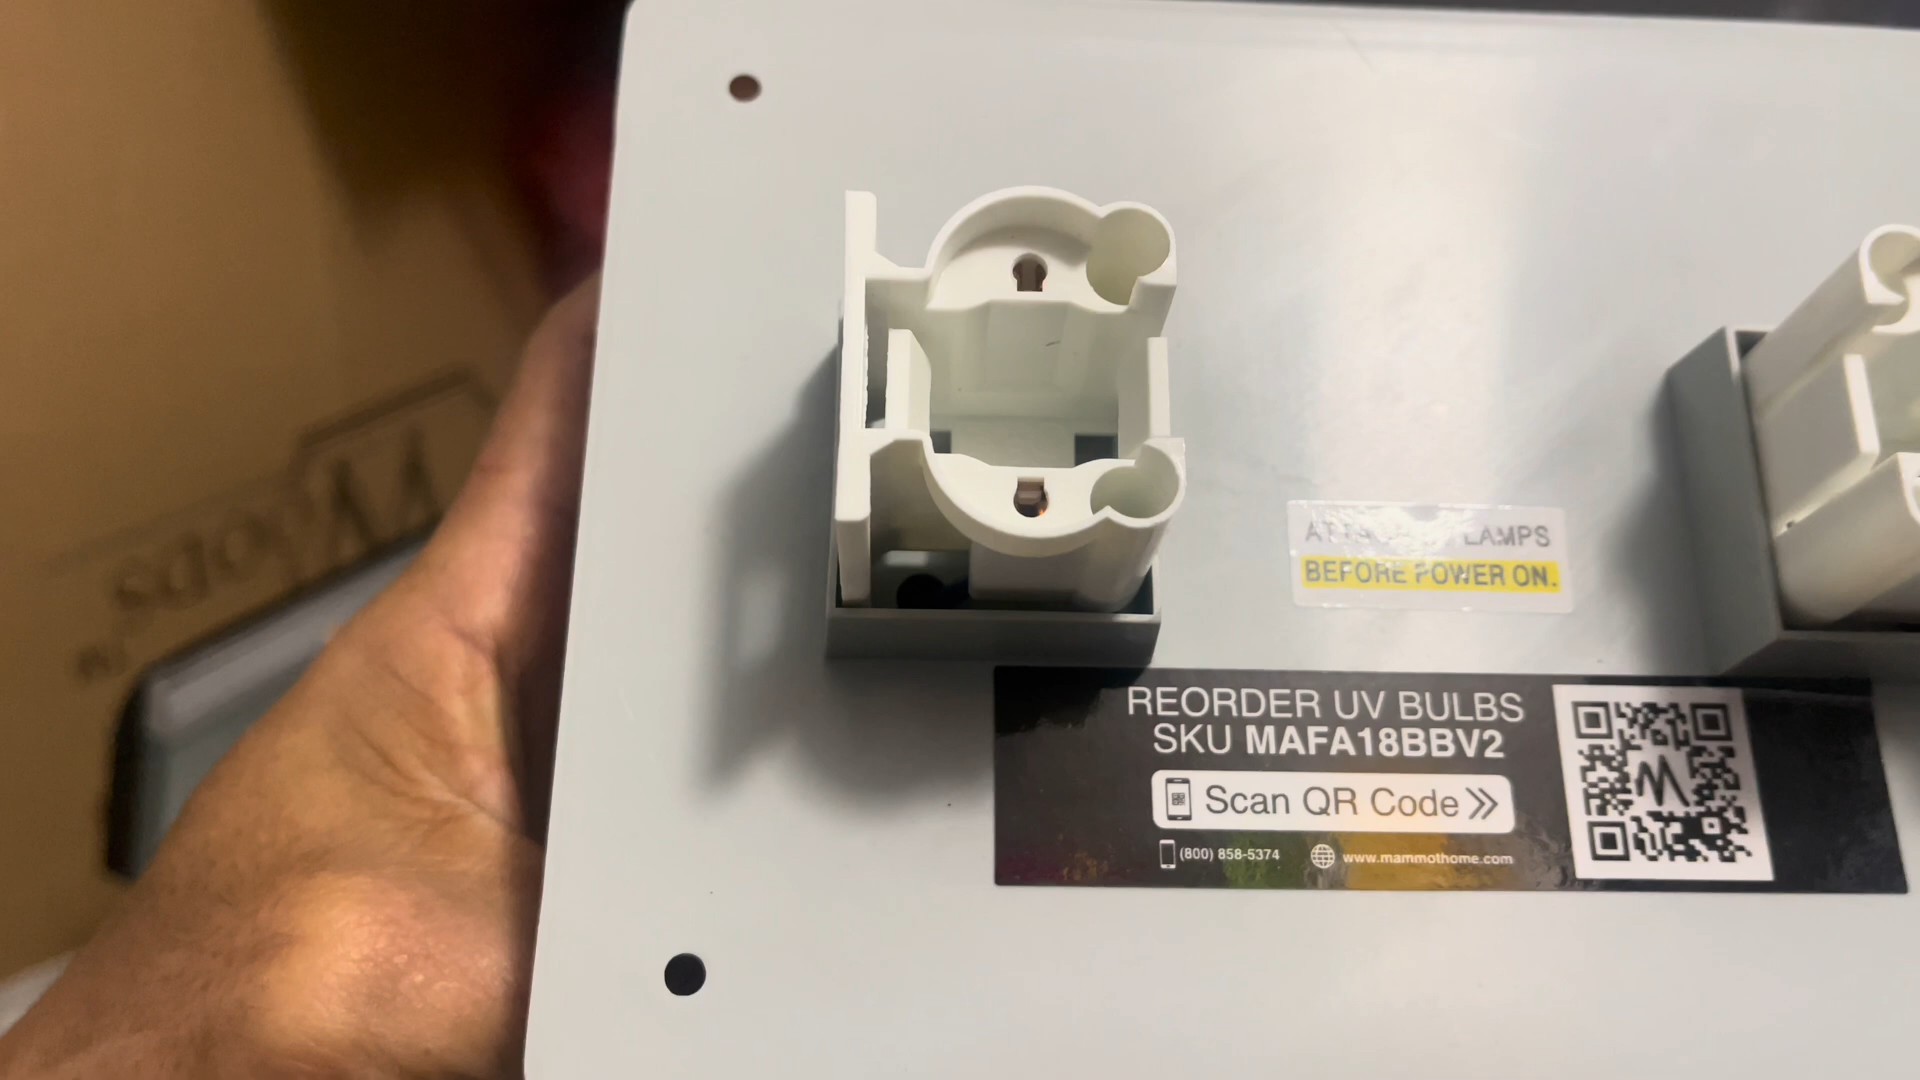 LAMPS
BEFORE POWER ON.
REORDER UV BULBS
SKU MAFA18BBV2
Scan QR Code
(800) 858-5374
www.mammothome.com